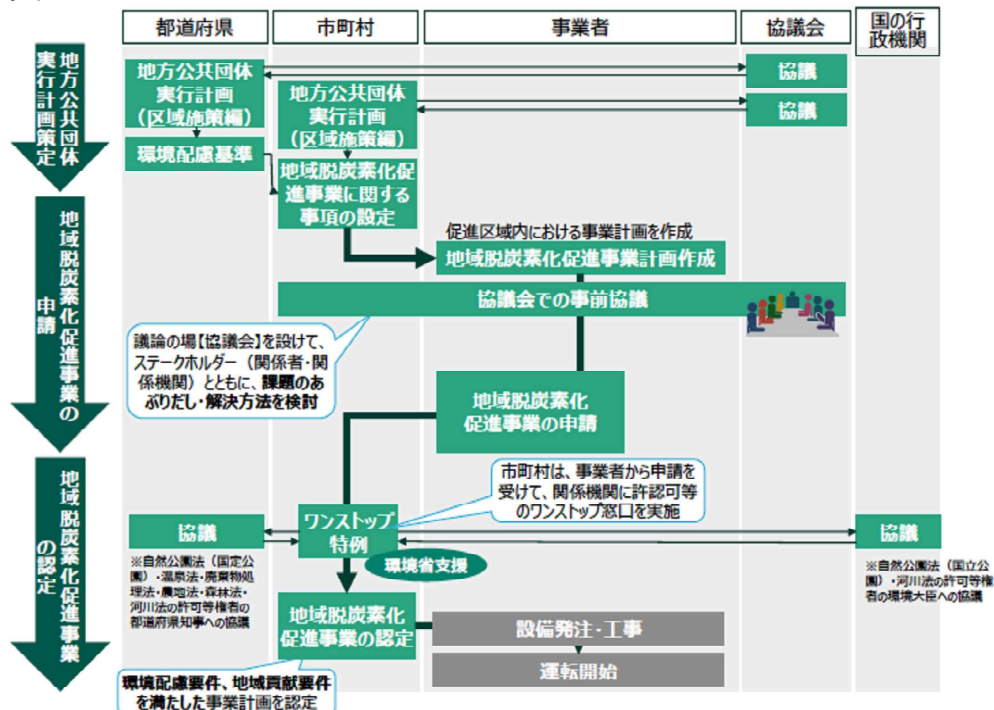 都道府県
市町村
事業者
協議会
国の行
政機関
地方公共団体
実行計画策定
地方公共団体
実行計画
（区域施策編）
環境配慮基準
地方公共団体
実行計画
（区域施策編）
地域脱炭素化促
進事業に関する
事項の設定
協議
協議
地域脱炭素化促進事業の
申請
促進区域内における事業計画を作成
地域脱炭素化促進事業計画作成
協議会での事前協議
議論の場【協議会】を設けて、
ステークホルダー（関係者・関
係機関）とともに、課題のあ
ぶりだし・解決方法を検討
地域脱炭素化
促進事業の申請
地域脱炭素化促進事業
の認定
市町村は、事業者から申請を
受けて、関係機関に許認可等
のワンストップ窓口を実施
協議
ワンストップ
特例
環境省支援
協議
※自然公園法（国定公
園）・温泉法・廃棄物処
理法・農地法・森林法・
河川法の許可等権者の
都道府県知事への協議
※自然公園法（国立公
園）・河川法の許可等権
者の環境大臣への協議
地域脱炭素化
促進事業の認定
設備発注・工事
運転開始
環境配慮要件、地域貢献要件
を満たした事業計画を認定